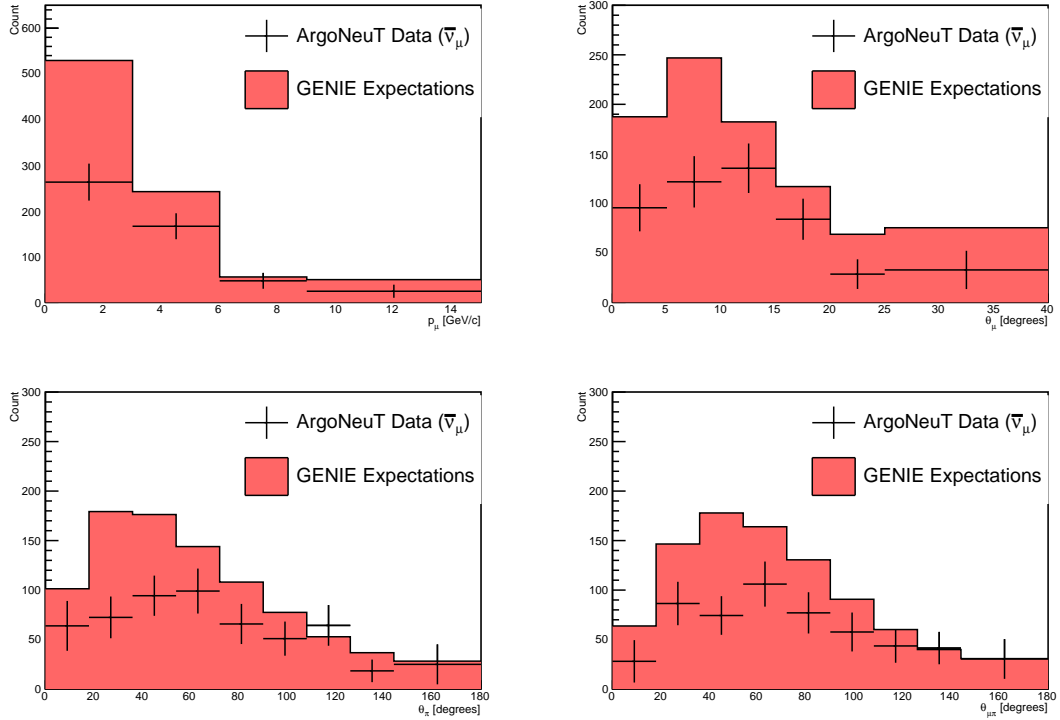 Count
600
500
400
300
200
100
0
ArgoNeuT Data (ν̅μ)
GENIE Expectations
0 2 4 6 8 10 12 14
pμ [GeV/c]
Count
300
250
200
150
100
50
0
ArgoNeuT Data (ν̅μ)
GENIE Expectations
0 5 10 15 20 25 30 35 40
θμ [degrees]
Count
300
250
200
150
100
50
0
ArgoNeuT Data (ν̅μ)
GENIE Expectations
0 20 40 60 80 100 120 140 160 180
θπ [degrees]
Count
300
250
200
150
100
50
0
ArgoNeuT Data (ν̅μ)
GENIE Expectations
0 20 40 60 80 100 120 140 160 180
θμπ [degrees]